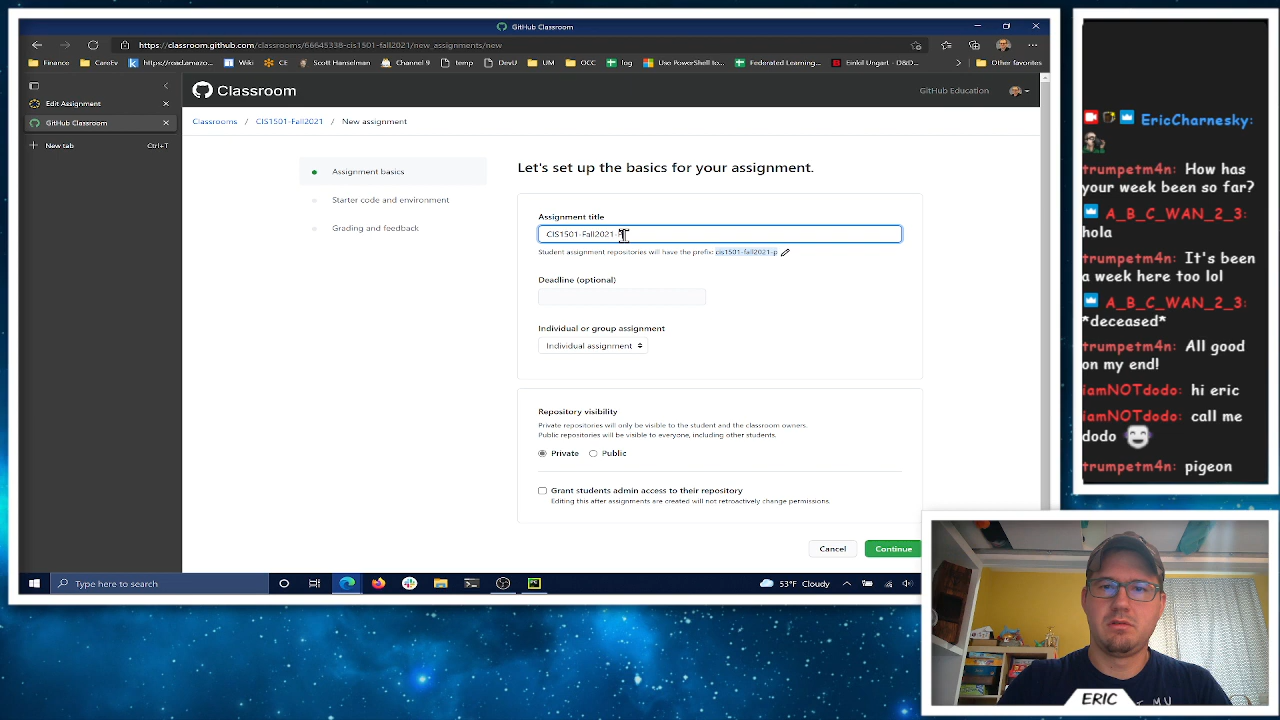 GitHub Classroom
https://classroom.github.com/classrooms/66645338-cis1501-fall2021/new_assignments/new
Finance
CareEv
Wiki
CE
Scott Hanselman
Channel 9
temp
DevU
UM
OCC
log
Use PowerShell to...
Federated Learning...
Einkil Ungart - D&D...
Other favorites
Edit Assignment
GitHub Classroom
New tab
Ctrl+T
Classroom
GitHub Education
Classrooms / CIS1501-Fall2021 / New assignment
Assignment basics
Starter code and environment
Grading and feedback
Let's set up the basics for your assignment.
Assignment title
CIS1501-Fall2021-
Student assignment repositories will have the prefix: cis1501-fall2021-p
Deadline (optional)
Individual or group assignment
Individual assignment
Repository visibility
Private repositories will only be visible to the student and the classroom owners.
Public repositories will be visible to everyone, including other students.
Private
Public
Grant students admin access to their repository
Editing this after assignments are created will not retroactively change permissions.
Cancel
Continue
Type here to search
53°F Cloudy
EricCharnesky:
trumpetm4n: How has
your week been so far?
A_B_C_WAN_2_3:
hola
trumpetm4n: It's been
a week here too lol
A_B_C_WAN_2_3:
*deceased*
trumpetm4n: All good
on my end!
iamNOTdodo: hi eric
iamNOTdodo: call me
dodo
trumpetm4n: pigeon
ERIC